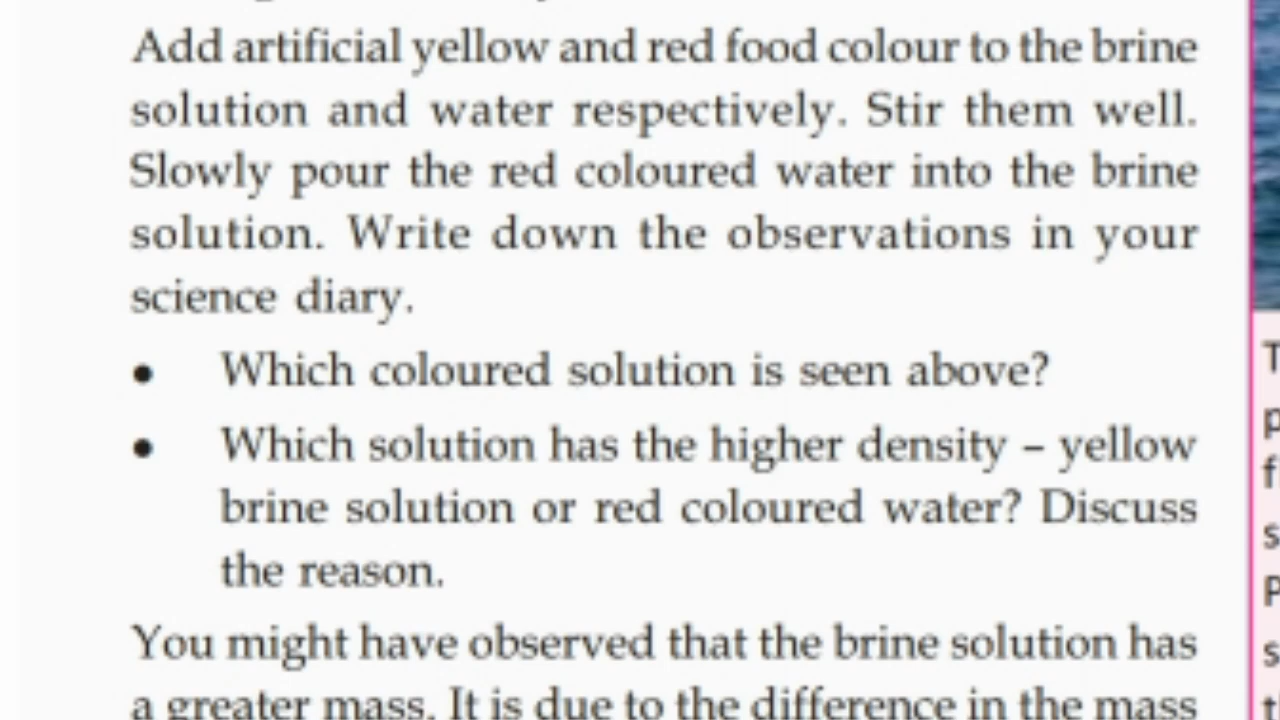 Add artificial yellow and red food colour to the brine
solution and water respectively. Stir them well.
Slowly pour the red coloured water into the brine
solution. Write down the observations in your
science diary.
• Which coloured solution is seen above?
• Which solution has the higher density – yellow
brine solution or red coloured water? Discuss
the reason.
You might have observed that the brine solution has
a greater mass. It is due to the difference in the mass